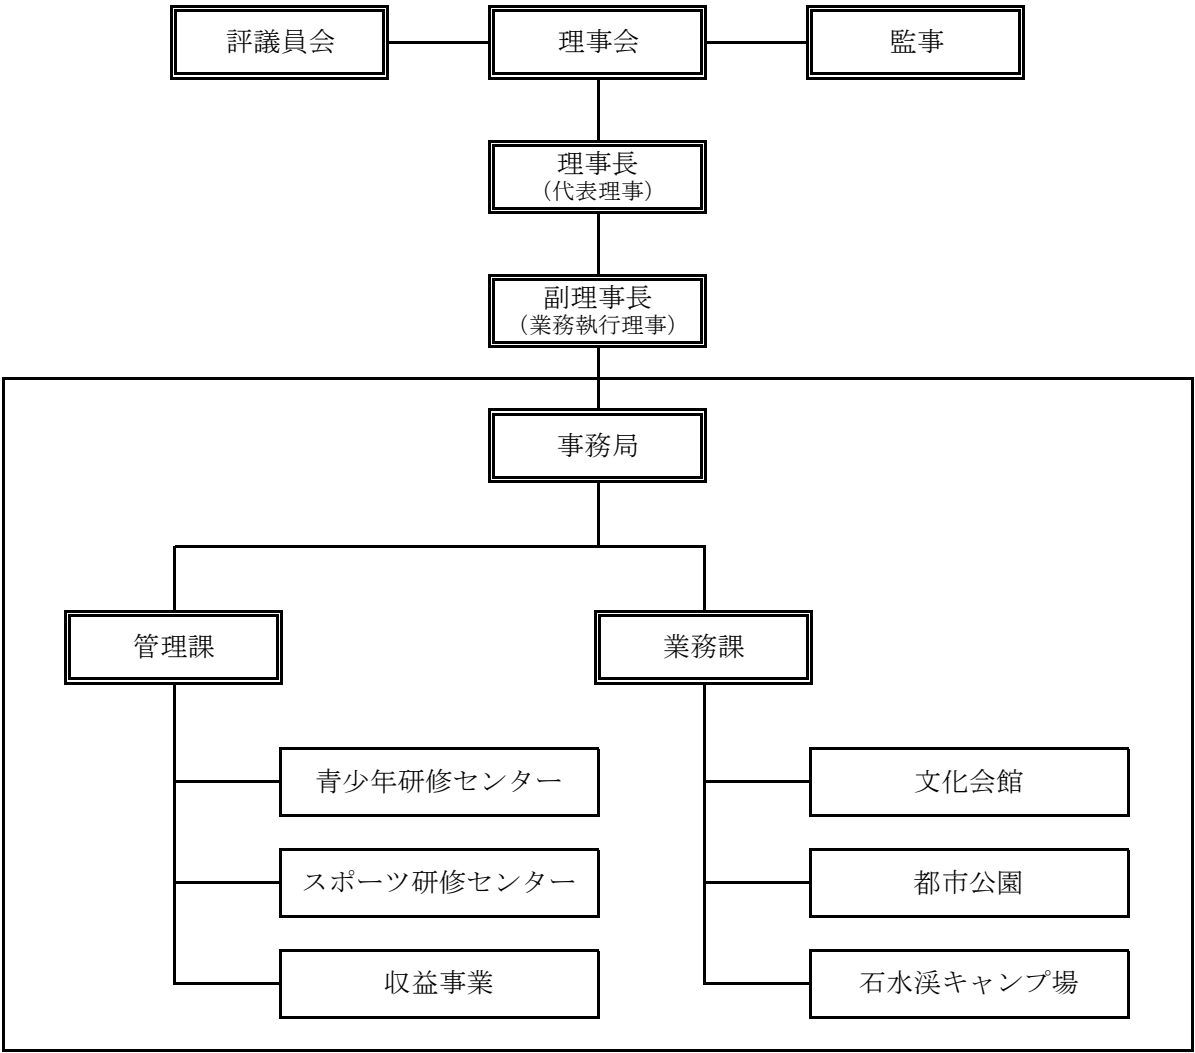 評議員会
理事会
監事
理事長
（代表理事）
副理事長
（業務執行理事）
事務局
管理課
業務課
青少年研修センター
文化会館
スポーツ研修センター
都市公園
収益事業
石水渓キャンプ場